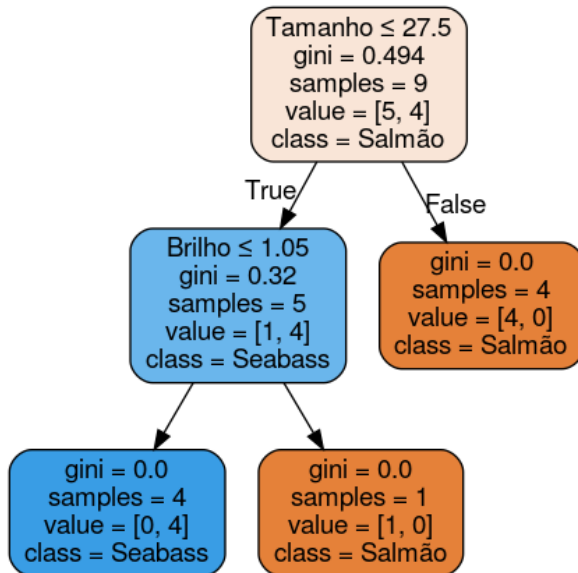 Tamanho ≤ 27.5
gini = 0.494
samples = 9
value = [5, 4]
class = Salmão
True
False
Brilho ≤ 1.05
gini = 0.32
samples = 5
value = [1, 4]
class = Seabass
gini = 0.0
samples = 4
value = [4, 0]
class = Salmão
gini = 0.0
samples = 4
value = [0, 4]
class = Seabass
gini = 0.0
samples = 1
value = [1, 0]
class = Salmão